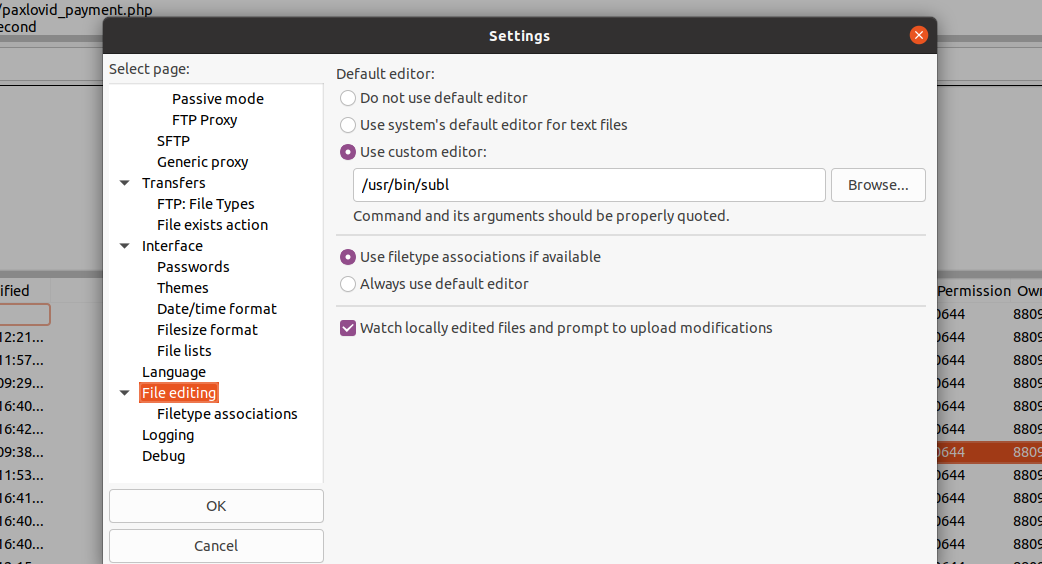 /paxlovid_payment.php
econd
Settings
Select page:
Passive mode
FTP Proxy
SFTP
Generic proxy
Transfers
FTP: File Types
File exists action
Interface
Passwords
Themes
Date/time format
Filesize format
File lists
Language
File editing
Filetype associations
Logging
Debug
OK
Cancel
Default editor:
Do not use default editor
Use system's default editor for text files
Use custom editor:
/usr/bin/subl
Browse...
Command and its arguments should be properly quoted.
Use filetype associations if available
Always use default editor
Watch locally edited files and prompt to upload modifications
ified
12:21...
11:57...
09:29...
16:40...
16:42...
09:38...
11:53...
16:41...
16:40...
16:40...
Permission Own
0644 8809
0644 8809
0644 8809
0644 8809
0644 8809
0644 8809
0644 8809
0644 8809
0644 8809
0644 8809
0644 8809